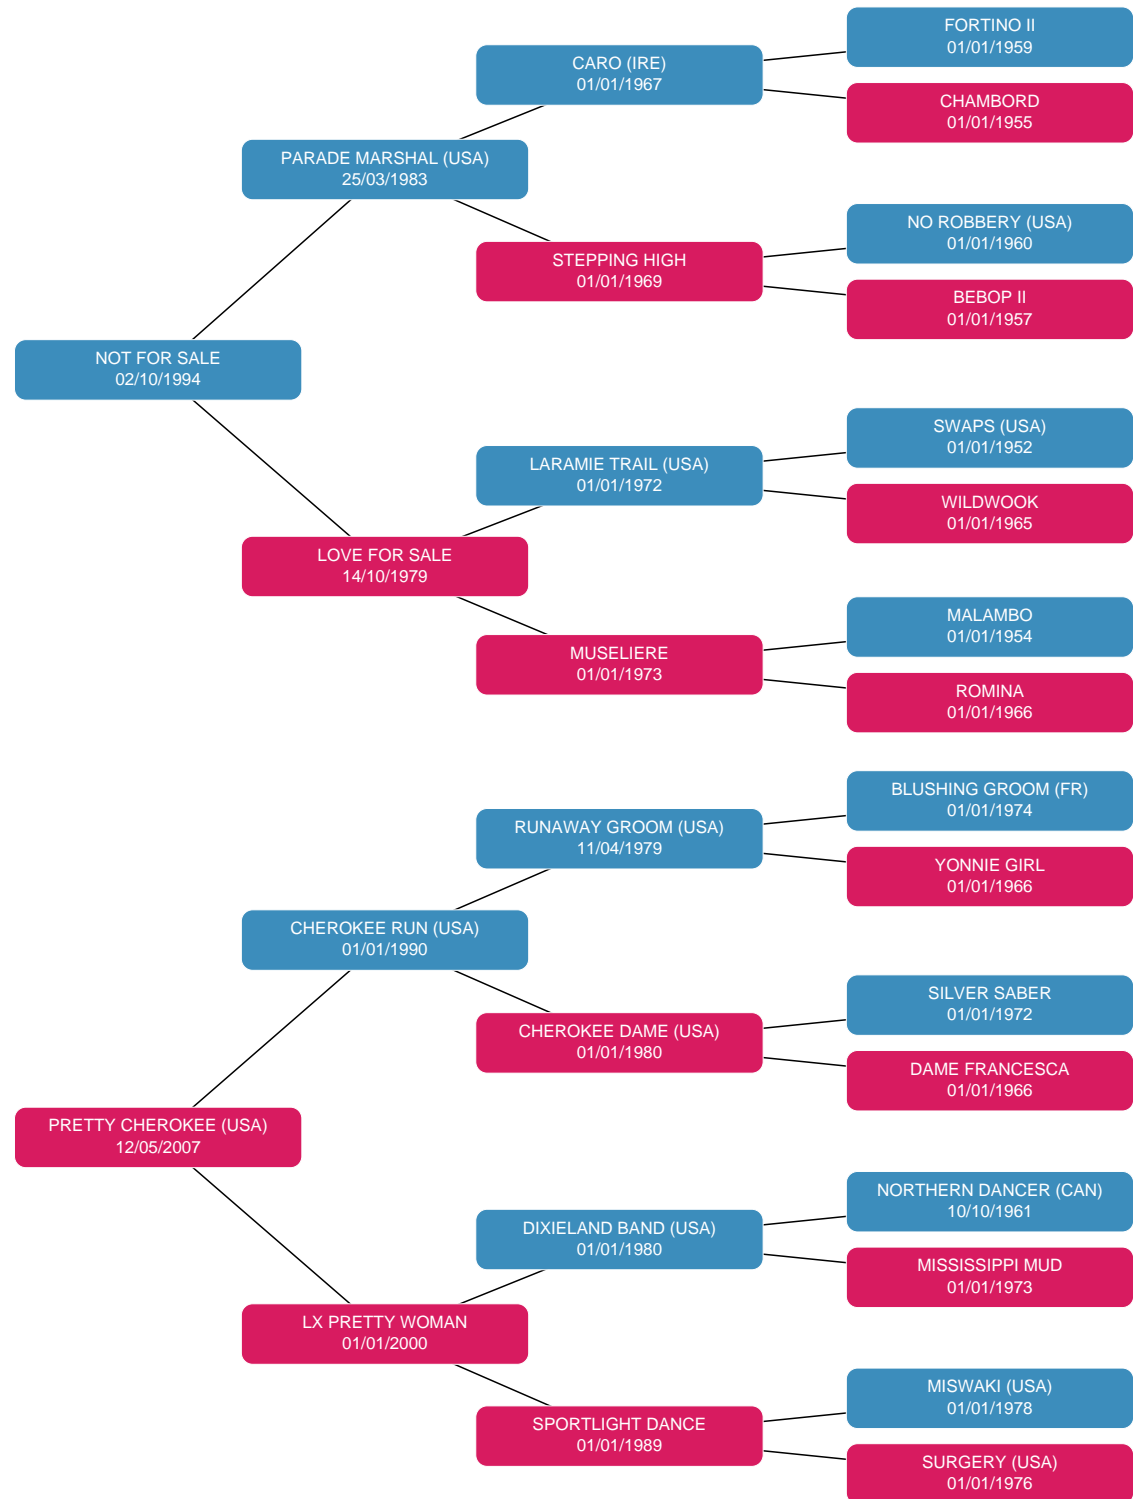 FORTINO II
01/01/1959
CARO (IRE)
01/01/1967
CHAMBORD
01/01/1955
PARADE MARSHAL (USA)
25/03/1983
NO ROBBERY (USA)
01/01/1960
STEPPING HIGH
01/01/1969
BEBOP II
01/01/1957
NOT FOR SALE
02/10/1994
SWAPS (USA)
01/01/1952
LARAMIE TRAIL (USA)
01/01/1972
WILDWOOK
01/01/1965
LOVE FOR SALE
14/10/1979
MALAMBO
01/01/1954
MUSELIERE
01/01/1973
ROMINA
01/01/1966
BLUSHING GROOM (FR)
01/01/1974
RUNAWAY GROOM (USA)
11/04/1979
YONNIE GIRL
01/01/1966
CHEROKEE RUN (USA)
01/01/1990
SILVER SABER
01/01/1972
CHEROKEE DAME (USA)
01/01/1980
DAME FRANCESCA
01/01/1966
PRETTY CHEROKEE (USA)
12/05/2007
NORTHERN DANCER (CAN)
10/10/1961
DIXIELAND BAND (USA)
01/01/1980
MISSISSIPPI MUD
01/01/1973
LX PRETTY WOMAN
01/01/2000
MISWAKI (USA)
01/01/1978
SPORTLIGHT DANCE
01/01/1989
SURGERY (USA)
01/01/1976